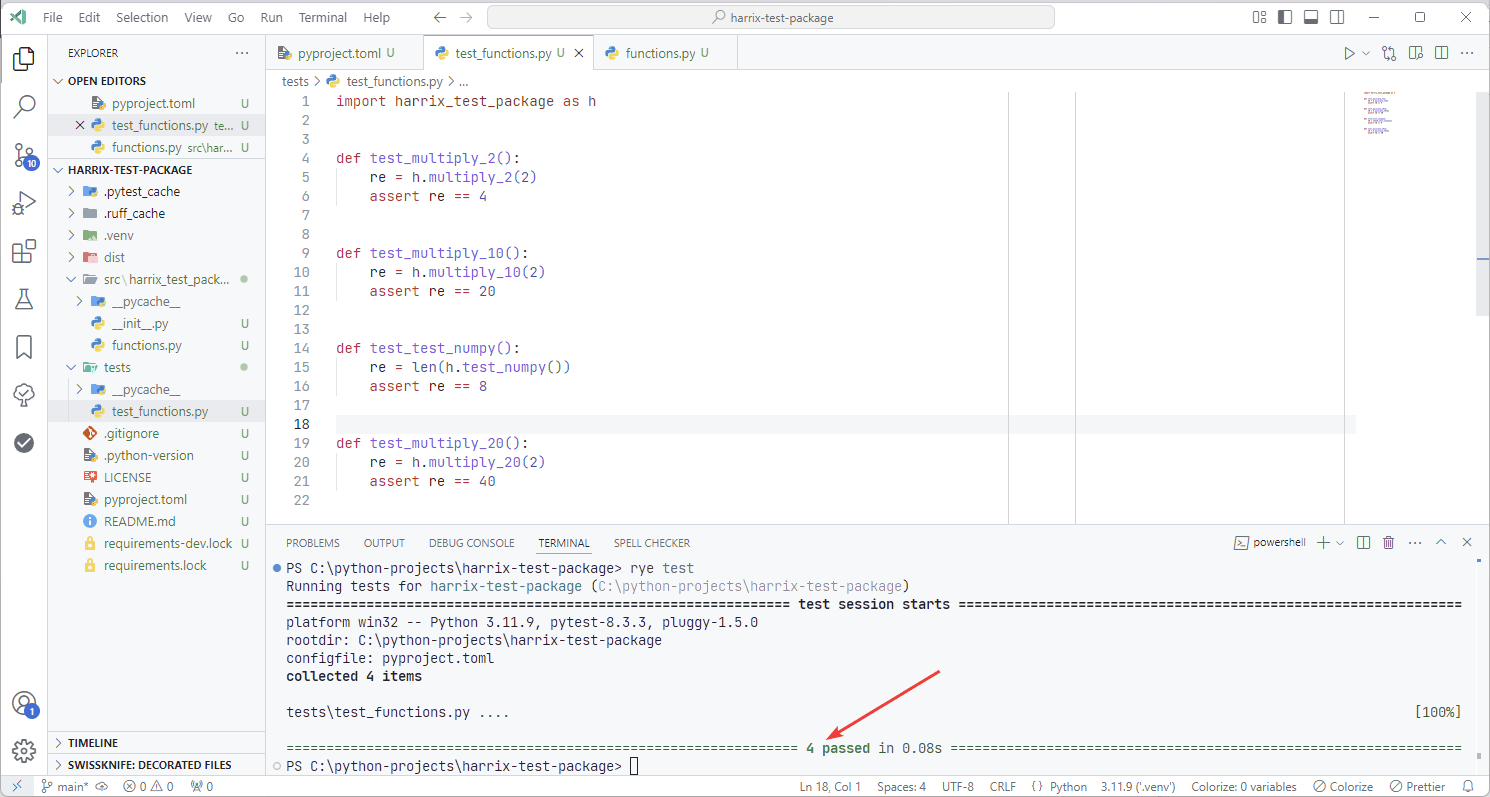 File Edit Selection View Go Run Terminal Help
harrix-test-package
EXPLORER
OPEN EDITORS
pyproject.toml U
test_functions.py te... U
functions.py src\har... U
HARRIX-TEST-PACKAGE
.pytest_cache
.ruff_cache
.venv
dist
src\harrix_test_pack...
__pycache__
__init__.py U
functions.py U
tests
__pycache__
test_functions.py U
.gitignore U
.python-version U
LICENSE U
pyproject.toml U
README.md U
requirements-dev.lock U
requirements.lock U
TIMELINE
SWISSKNIFE: DECORATED FILES
10
1
pyproject.toml U test_functions.py U functions.py U
tests > test_functions.py > ...
1 import harrix_test_package as h
2
3
4 def test_multiply_2():
5 re = h.multiply_2(2)
6 assert re == 4
7
8
9 def test_multiply_10():
10 re = h.multiply_10(2)
11 assert re == 20
12
13
14 def test_test_numpy():
15 re = len(h.test_numpy())
16 assert re == 8
17
18
19 def test_multiply_20():
20 re = h.multiply_20(2)
21 assert re == 40
22
PROBLEMS OUTPUT DEBUG CONSOLE TERMINAL SPELL CHECKER
powershell
PS C:\python-projects\harrix-test-package> rye test
Running tests for harrix-test-package (C:\python-projects\harrix-test-package)
=============================================================== test session starts ===============================================================
platform win32 -- Python 3.11.9, pytest-8.3.3, pluggy-1.5.0
rootdir: C:\python-projects\harrix-test-package
configfile: pyproject.toml
collected 4 items
tests\test_functions.py .... [100%]
================================================================ 4 passed in 0.08s ================================================================
PS C:\python-projects\harrix-test-package>
main* 0 0 0 Ln 18, Col 1 Spaces: 4 UTF-8 CRLF Python 3.11.9 ('.venv') Colorize: 0 variables Colorize Prettier